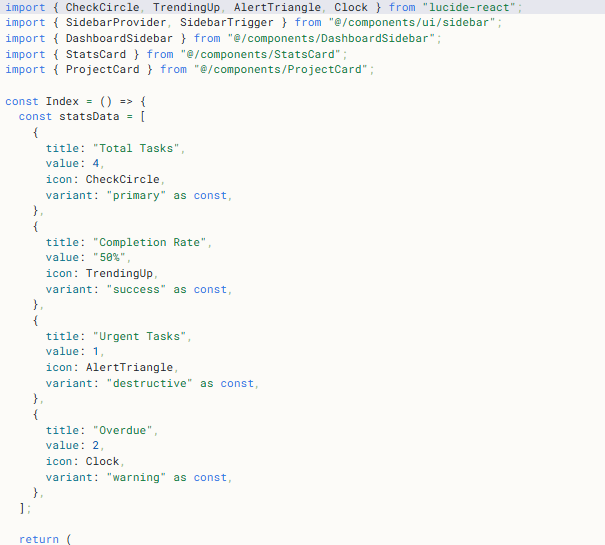 import { CheckCircle, TrendingUp, AlertTriangle, Clock } from "lucide-react";
import { SidebarProvider, SidebarTrigger } from "@/components/ui/sidebar";
import { DashboardSidebar } from "@/components/DashboardSidebar";
import { StatsCard } from "@/components/StatsCard";
import { ProjectCard } from "@/components/ProjectCard";

const Index = () => {
  const statsData = [
    {
      title: "Total Tasks",
      value: 4,
      icon: CheckCircle,
      variant: "primary" as const,
    },
    {
      title: "Completion Rate",
      value: "50%",
      icon: TrendingUp,
      variant: "success" as const,
    },
    {
      title: "Urgent Tasks",
      value: 1,
      icon: AlertTriangle,
      variant: "destructive" as const,
    },
    {
      title: "Overdue",
      value: 2,
      icon: Clock,
      variant: "warning" as const,
    },
  ];

  return (